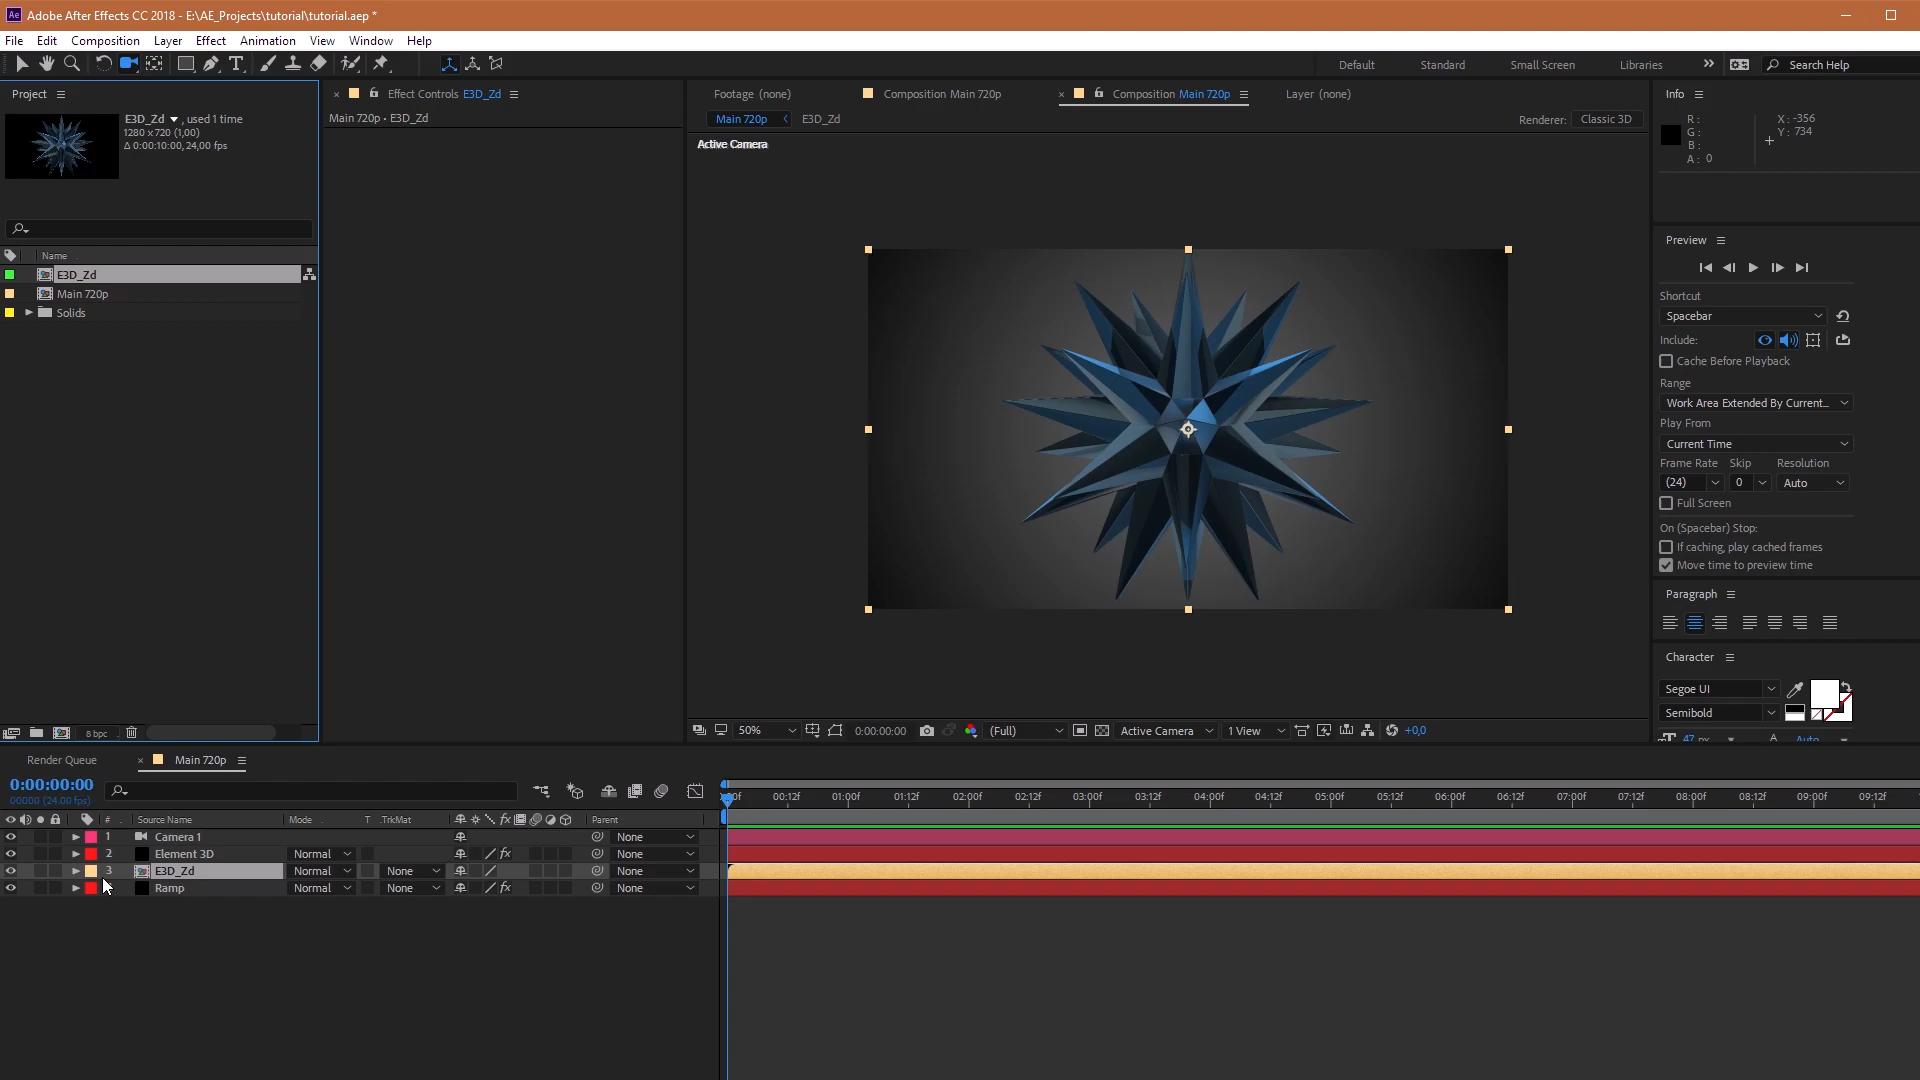 Ae Adobe After Effects CC 2018 - E:\AE_Projects\tutorial\tutorial.aep *
File Edit Composition Layer Effect Animation View Window Help
Default Standard Small Screen Libraries Search Help
Project
E3D_Zd , used 1 time
1280 x 720 (1,00)
Δ 0:00:10:00, 24,00 fps
Name
E3D_Zd
Main 720p
Solids
8 bpc
Effect Controls E3D_Zd
Main 720p • E3D_Zd
Footage (none) Composition Main 720p Composition Main 720p Layer (none)
Main 720p E3D_Zd Renderer: Classic 3D
Active Camera
50% 0:00:00:00 (Full) Active Camera 1 View +0,0
Info
R:
G:
B:
A: 0
X: -356
Y: 734
Preview
Shortcut
Spacebar
Include:
Cache Before Playback
Range
Work Area Extended By Current...
Play From
Current Time
Frame Rate Skip Resolution
(24) 0 Auto
Full Screen
On (Spacebar) Stop:
If caching, play cached frames
Move time to preview time
Paragraph
Character
Segoe UI
Semibold
47 px Auto
Render Queue Main 720p
0:00:00:00
00000 (24.00 fps)
00:12f 01:00f 01:12f 02:00f 02:12f 03:00f 03:12f 04:00f 04:12f 05:00f 05:12f 06:00f 06:12f 07:00f 07:12f 08:00f 08:12f 09:00f 09:12f
# Source Name Mode T .TrkMat fx Parent
1 Camera 1 None
2 Element 3D Normal fx None
3 E3D_Zd Normal None None
Ramp Normal None fx None